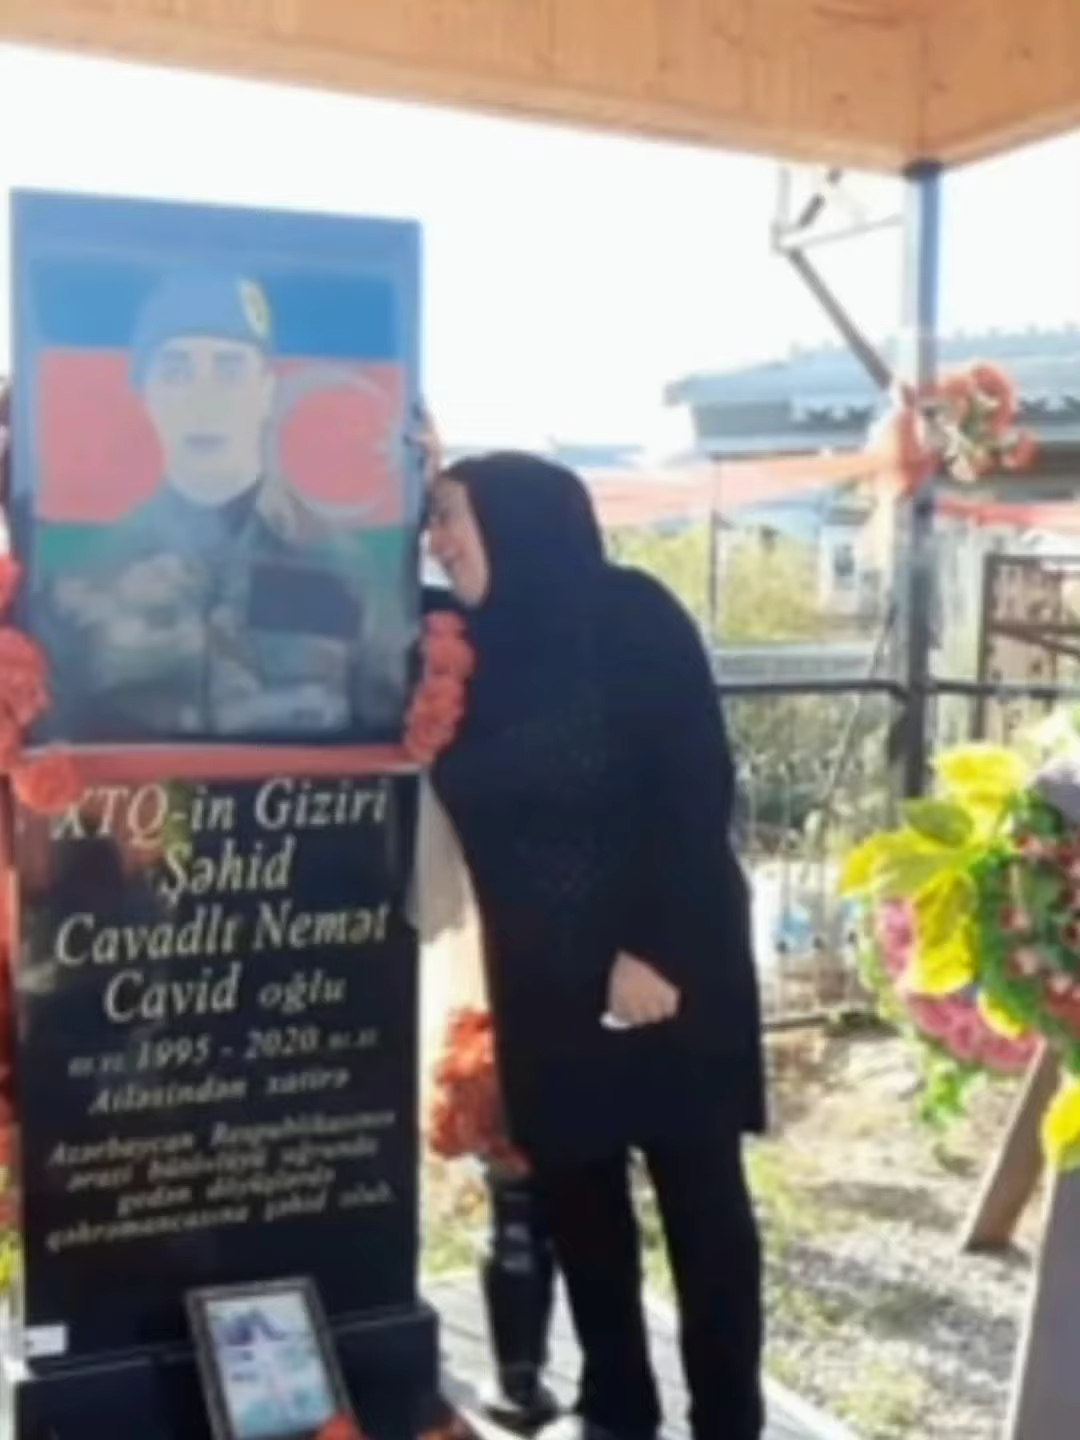 XTQ-in Giziri
Şəhid
Cavadlı Nemət
Cavid oğlu
1995 - 2020
Ailəsindən xatirə
Azərbaycan Respublikasının
ərazi bütövlüyü uğrunda
gedən döyüşlərdə
qəhrəmancasına şəhid olub.